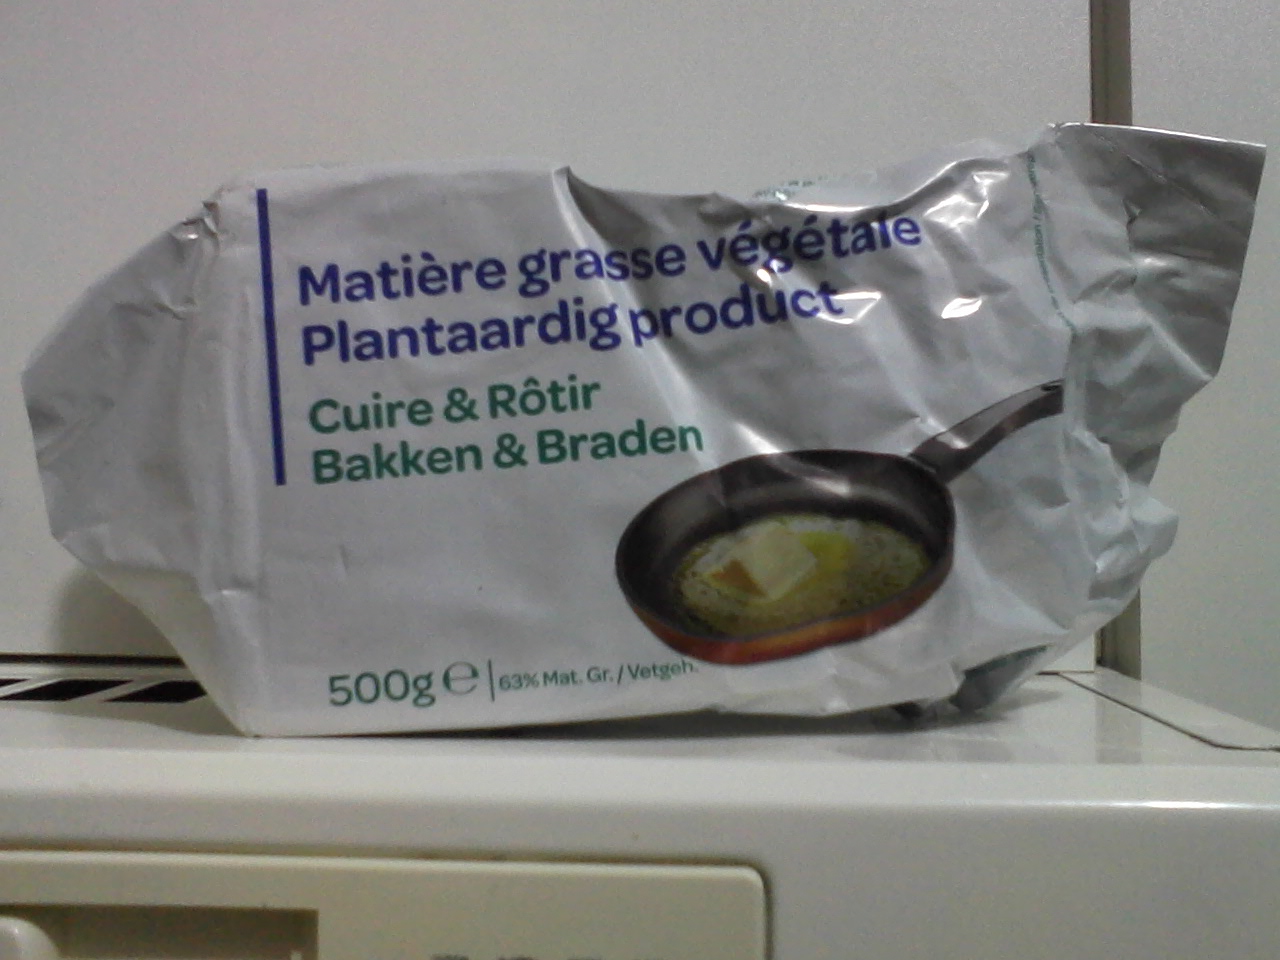 Matière grasse végétale
Plantaardig product
Cuire & Rôtir
Bakken & Braden
500g ℮ | 63% Mat. Gr. / Vetgeh.